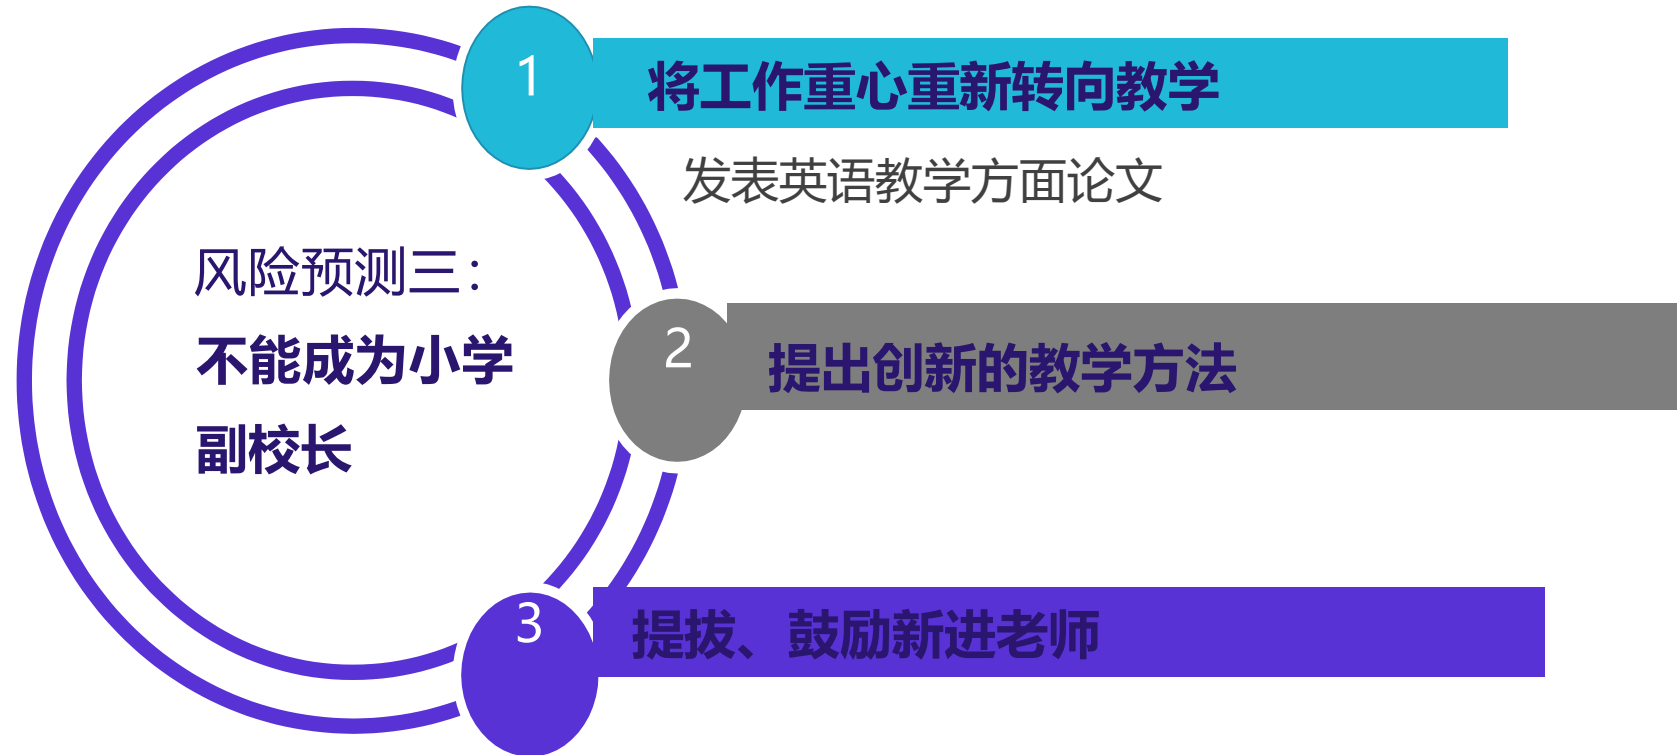 1
将工作重心重新转向教学
发表英语教学方面论文
风险预测三：
不能成为小学
副校长
2
提出创新的教学方法
3
提拔、鼓励新进老师